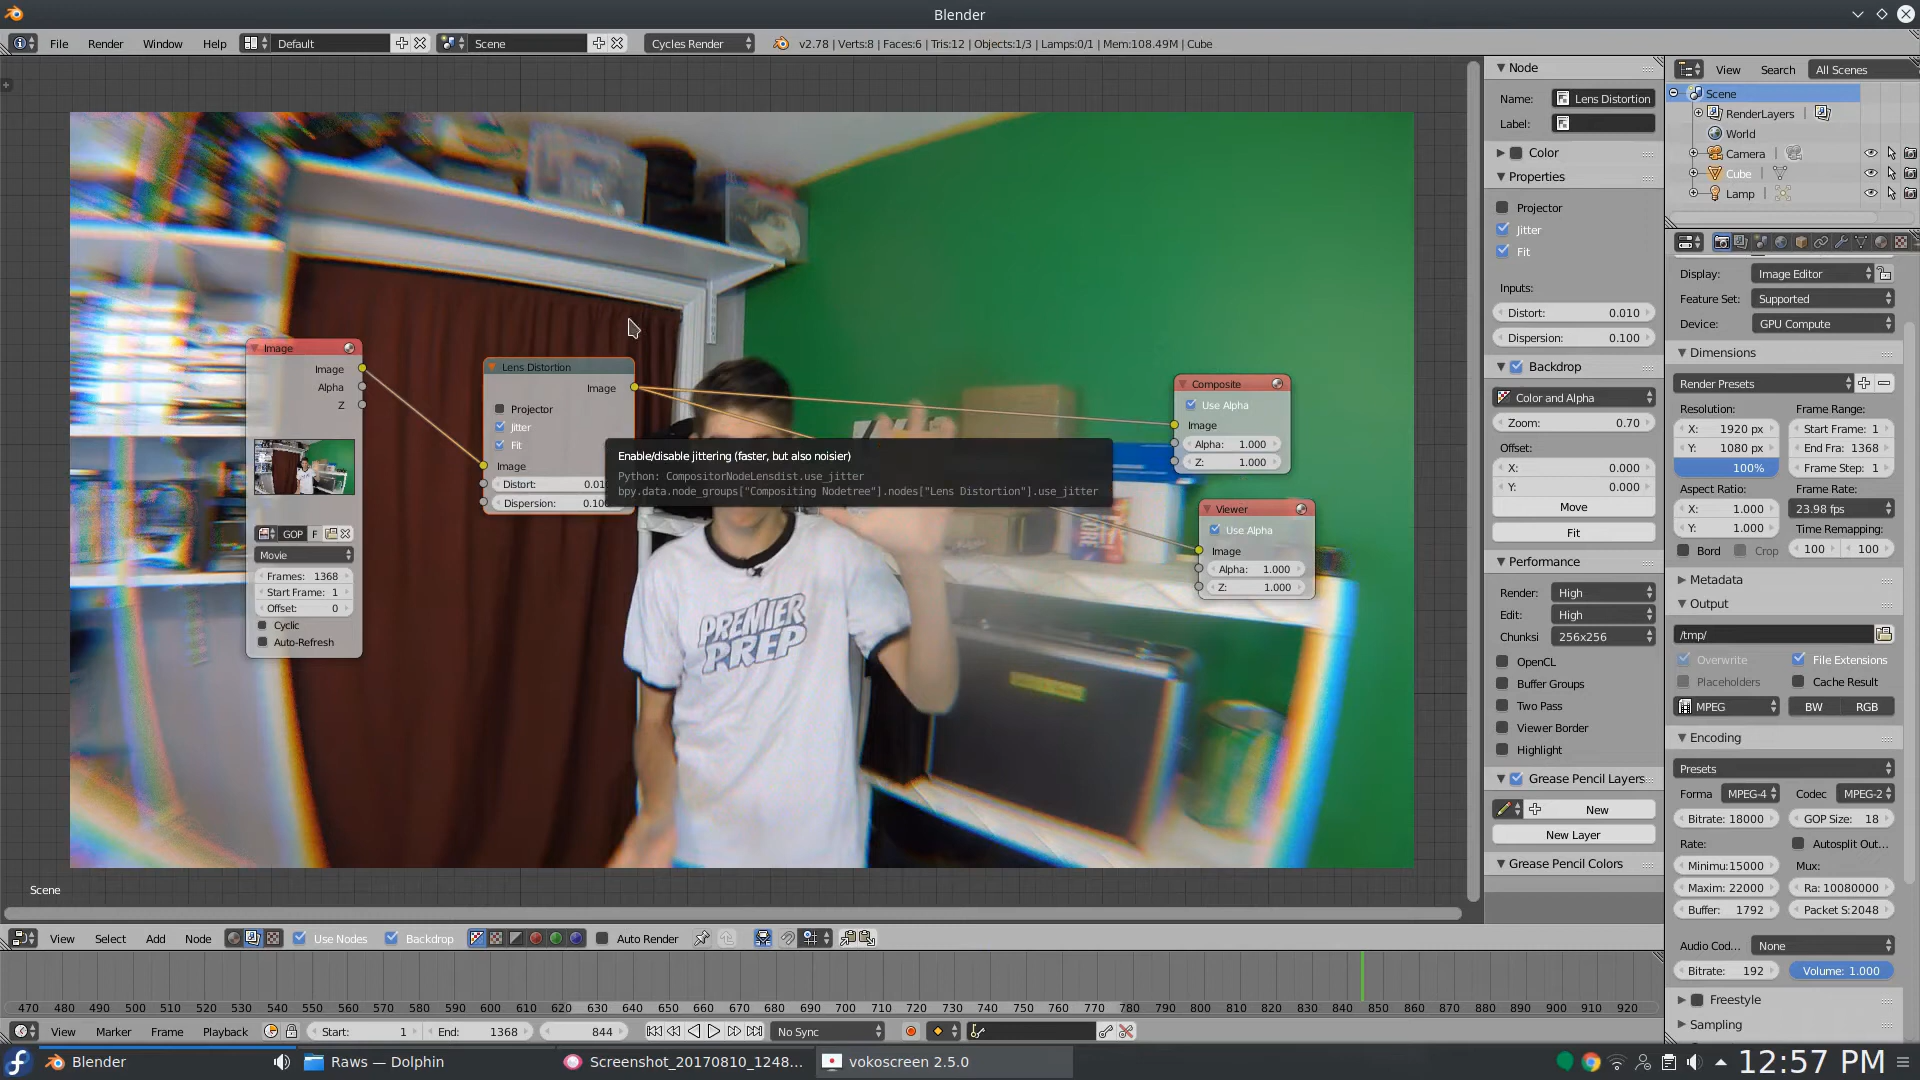 Blender
File Render Window Help Default Scene Cycles Render v2.78 | Verts:8 | Faces:6 | Tris:12 | Objects:1/3 | Lamps:0/1 | Mem:108.49M | Cube
Image
Image
Alpha
Z
GOP F
Movie
Frames: 1368
Start Frame: 1
Offset: 0
Cyclic
Auto-Refresh
Lens Distortion
Image
Projector
Jitter
Fit
Image
Distort: 0.01
Dispersion: 0.10
Enable/disable jittering (faster, but also noisier)
Python: CompositorNodeLensdist.use_jitter
bpy.data.node_groups["Compositing Nodetree"].nodes["Lens Distortion"].use_jitter
PREMIER
PREP
Composite
Use Alpha
Image
Alpha: 1.000
Z: 1.000
Viewer
Use Alpha
Image
Alpha: 1.000
Z: 1.000
Scene
Node
Name: Lens Distortion
Label:
Color
Properties
Projector
Jitter
Fit
Inputs:
Distort: 0.010
Dispersion: 0.100
Backdrop
Color and Alpha
Zoom: 0.70
Offset:
X: 0.000
Y: 0.000
Move
Fit
Performance
Render: High
Edit: High
Chunksi 256x256
OpenCL
Buffer Groups
Two Pass
Viewer Border
Highlight
Grease Pencil Layers
New
New Layer
Grease Pencil Colors
View Search All Scenes
Scene
RenderLayers
World
Camera
Cube
Lamp
Display: Image Editor
Feature Set: Supported
Device: GPU Compute
Dimensions
Render Presets
Resolution: Frame Range:
X: 1920 px Start Frame: 1
Y: 1080 px End Fra: 1368
100% Frame Step: 1
Aspect Ratio: Frame Rate:
X: 1.000 23.98 fps
Y: 1.000 Time Remapping:
Bord Crop 100 100
Metadata
Output
/tmp/
Overwrite File Extensions
Placeholders Cache Result
MPEG BW RGB
Encoding
Presets
Forma MPEG-4 Codec MPEG-2
Bitrate: 18000 GOP Size: 18
Rate: Autosplit Out...
Minimu:15000 Mux:
Maxim: 22000 Ra: 10080000
Buffer: 1792 Packet S:2048
Audio Cod... None
Bitrate: 192 Volume: 1.000
Freestyle
Sampling
View Select Add Node Use Nodes Backdrop Auto Render
470 480 490 500 510 520 530 540 550 560 570 580 590 600 610 620 630 640 650 660 670 680 690 700 710 720 730 740 750 760 770 780 790 800 810 820 830 840 850 860 870 880 890 900 910 920
View Marker Frame Playback Start: 1 End: 1368 844 No Sync
Blender Raws — Dolphin Screenshot_20170810_1248... vokoscreen 2.5.0 12:57 PM